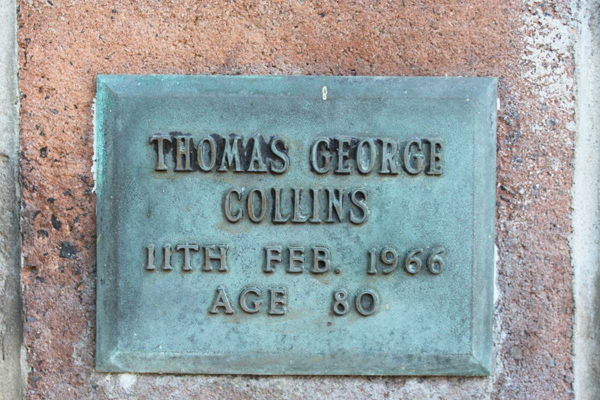 THOMAS GEORGE
COLLINS
11TH FEB. 1966
AGE 80